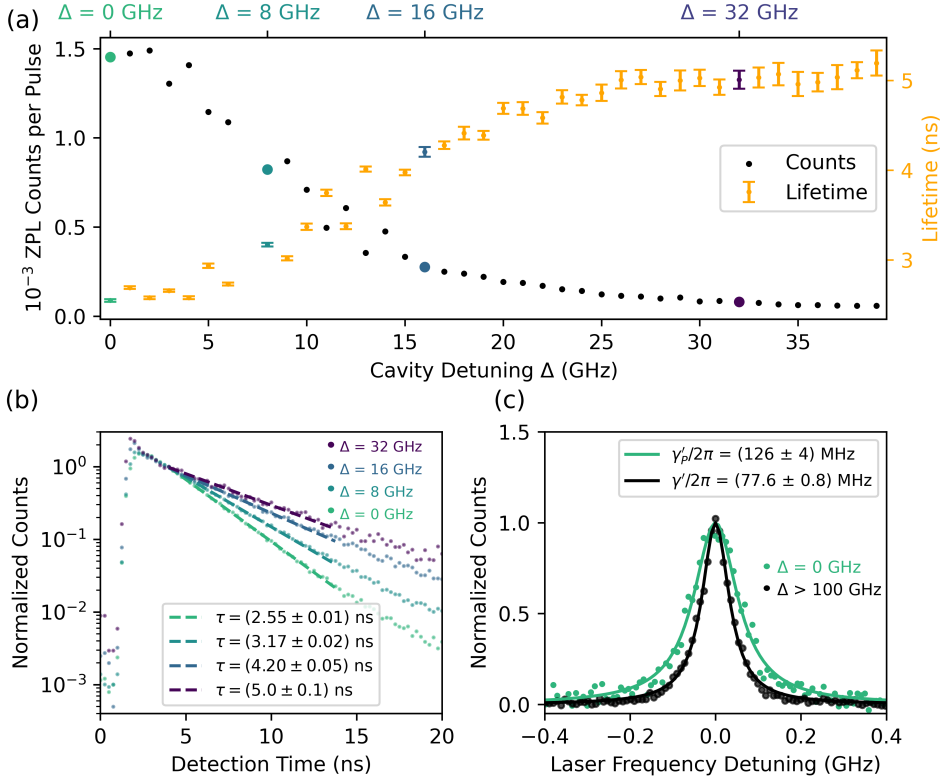 (a)
Δ = 0 GHz Δ = 8 GHz Δ = 16 GHz Δ = 32 GHz
10⁻³ ZPL Counts per Pulse
1.5
1.0
0.5
0.0
Counts
Lifetime
5
4
3
Lifetime (ns)
0 5 10 15 20 25 30 35
Cavity Detuning Δ (GHz)
(b)
Normalized Counts
10⁰
10⁻¹
10⁻²
10⁻³
Δ = 32 GHz
Δ = 16 GHz
Δ = 8 GHz
Δ = 0 GHz
τ = (2.55 ± 0.01) ns
τ = (3.17 ± 0.02) ns
τ = (4.20 ± 0.05) ns
τ = (5.0 ± 0.1) ns
0 5 10 15 20
Detection Time (ns)
(c)
Normalized Counts
1.5
1.0
0.5
0.0
γ′ₚ/2π = (126 ± 4) MHz
γ′/2π = (77.6 ± 0.8) MHz
Δ = 0 GHz
Δ > 100 GHz
−0.4 −0.2 0.0 0.2 0.4
Laser Frequency Detuning (GHz)